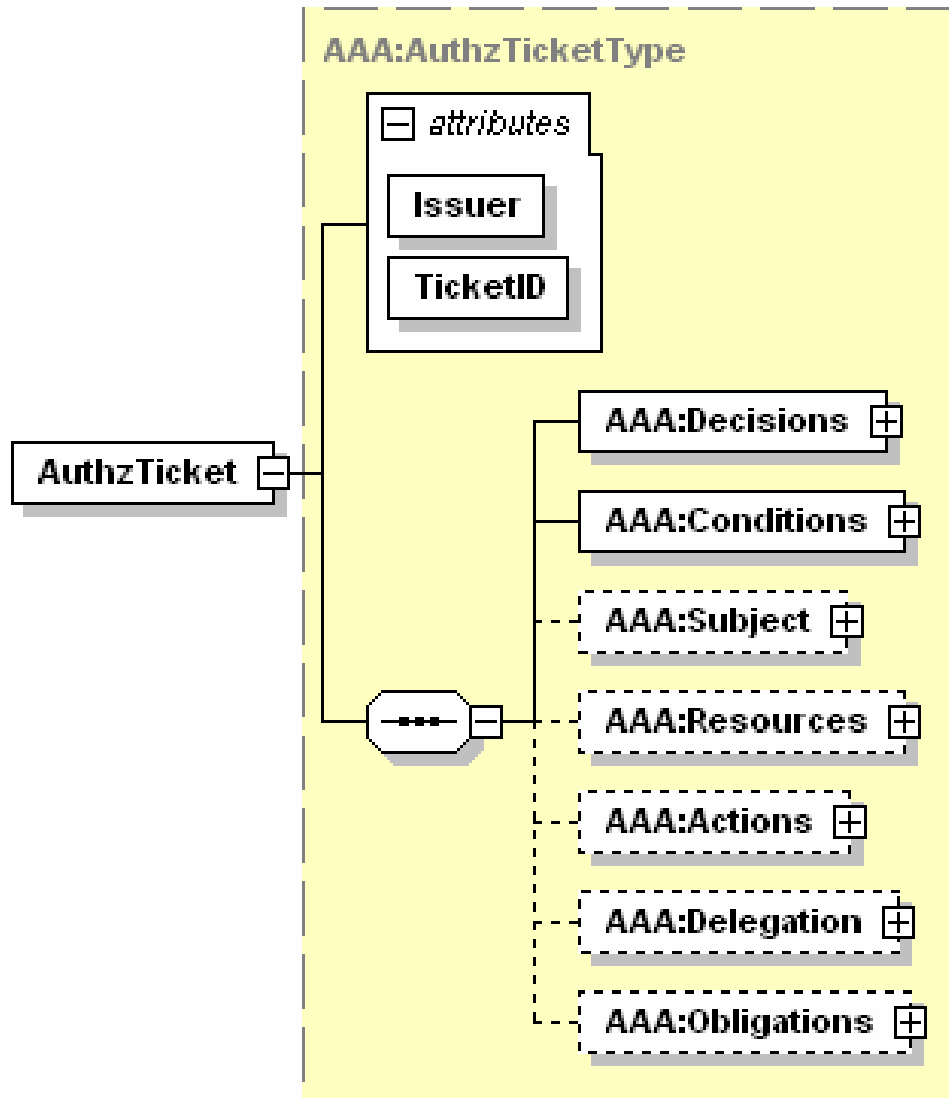 AAA:AuthzTicketType
attributes
Issuer
TicketID
AuthzTicket
AAA:Decisions
AAA:Conditions
AAA:Subject
AAA:Resources
AAA:Actions
AAA:Delegation
AAA:Obligations